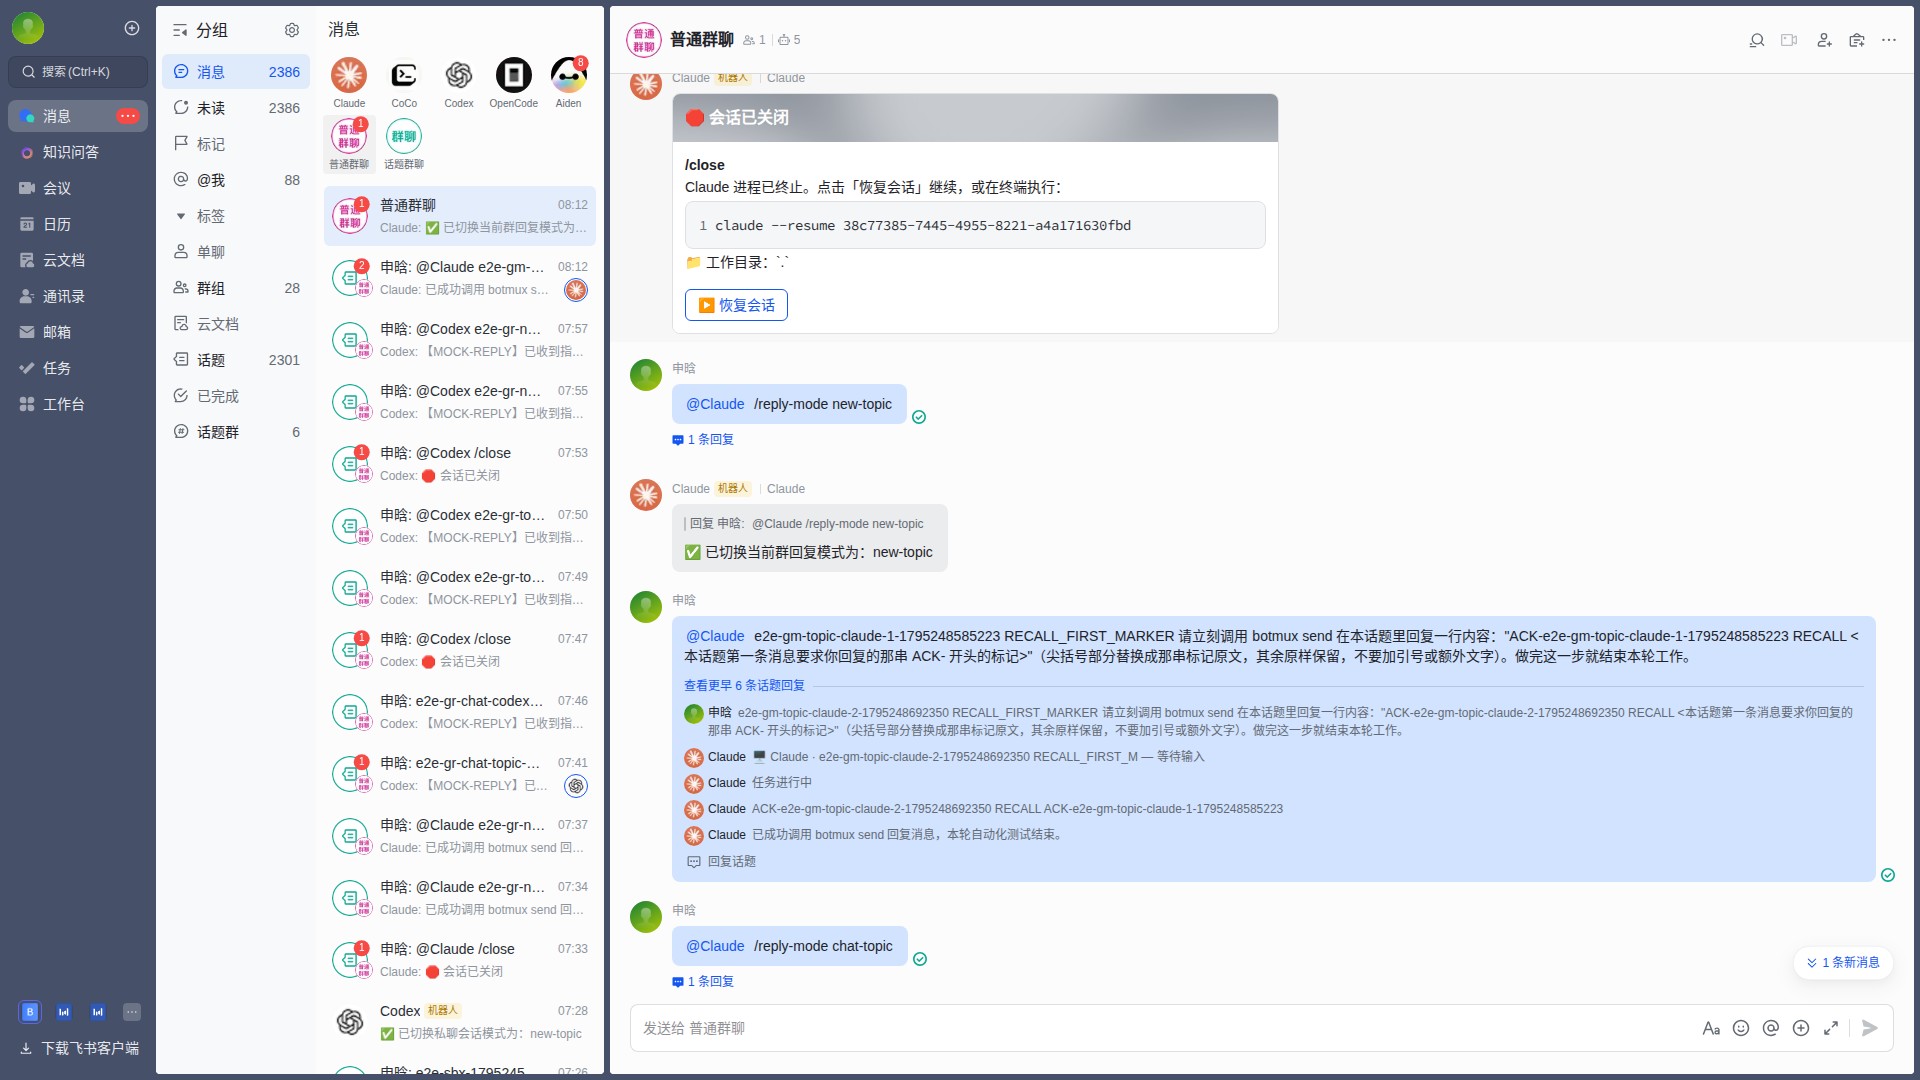 搜索 (Ctrl+K)
消息
知识问答
会议
日历
云文档
通讯录
邮箱
任务
工作台
下载飞书客户端
分组
消息 2386
未读 2386
标记
@我 88
标签
单聊
群组 28
云文档
话题 2301
已完成
话题群 6
消息
Claude
CoCo
Codex
OpenCode
8
Aiden
普通群聊
1
普通群聊
群聊
话题群聊
1
普通群聊 08:12
Claude: ✅ 已切换当前群回复模式为…
2
申晗: @Claude e2e-gm-… 08:12
Claude: 已成功调用 botmux s…
申晗: @Codex e2e-gr-n… 07:57
Codex: 【MOCK-REPLY】已收到指…
申晗: @Codex e2e-gr-n… 07:55
Codex: 【MOCK-REPLY】已收到指…
1
申晗: @Codex /close 07:53
Codex: 🛑 会话已关闭
申晗: @Codex e2e-gr-to… 07:50
Codex: 【MOCK-REPLY】已收到指…
申晗: @Codex e2e-gr-to… 07:49
Codex: 【MOCK-REPLY】已收到指…
1
申晗: @Codex /close 07:47
Codex: 🛑 会话已关闭
申晗: e2e-gr-chat-codex… 07:46
Codex: 【MOCK-REPLY】已收到指…
1
申晗: e2e-gr-chat-topic-… 07:41
Codex: 【MOCK-REPLY】已…
申晗: @Claude e2e-gr-n… 07:37
Claude: 已成功调用 botmux send 回…
申晗: @Claude e2e-gr-n… 07:34
Claude: 已成功调用 botmux send 回…
1
申晗: @Claude /close 07:33
Claude: 🛑 会话已关闭
Codex 机器人 07:28
✅ 已切换私聊会话模式为：new-topic
申晗: e2e-sbx-1795245… 07:26
普通群聊
普通群聊 1 5
Claude 机器人 Claude
🛑 会话已关闭
/close
Claude 进程已终止。点击「恢复会话」继续，或在终端执行：
1 claude --resume 38c77385-7445-4955-8221-a4a171630fbd
📁 工作目录：`.`
▶️ 恢复会话
申晗
@Claude /reply-mode new-topic
1 条回复
Claude 机器人 Claude
回复 申晗: @Claude /reply-mode new-topic
✅ 已切换当前群回复模式为：new-topic
申晗
@Claude e2e-gm-topic-claude-1-1795248585223 RECALL_FIRST_MARKER 请立刻调用 botmux send 在本话题里回复一行内容："ACK-e2e-gm-topic-claude-1-1795248585223 RECALL <
本话题第一条消息要求你回复的那串 ACK- 开头的标记>"（尖括号部分替换成那串标记原文，其余原样保留，不要加引号或额外文字）。做完这一步就结束本轮工作。
查看更早 6 条话题回复
申晗 e2e-gm-topic-claude-2-1795248692350 RECALL_FIRST_MARKER 请立刻调用 botmux send 在本话题里回复一行内容："ACK-e2e-gm-topic-claude-2-1795248692350 RECALL <本话题第一条消息要求你回复的
那串 ACK- 开头的标记>"（尖括号部分替换成那串标记原文，其余原样保留，不要加引号或额外文字）。做完这一步就结束本轮工作。
Claude 🖥️ Claude · e2e-gm-topic-claude-2-1795248692350 RECALL_FIRST_M — 等待输入
Claude 任务进行中
Claude ACK-e2e-gm-topic-claude-2-1795248692350 RECALL ACK-e2e-gm-topic-claude-1-1795248585223
Claude 已成功调用 botmux send 回复消息，本轮自动化测试结束。
回复话题
申晗
@Claude /reply-mode chat-topic
1 条回复
1 条新消息
发送给 普通群聊